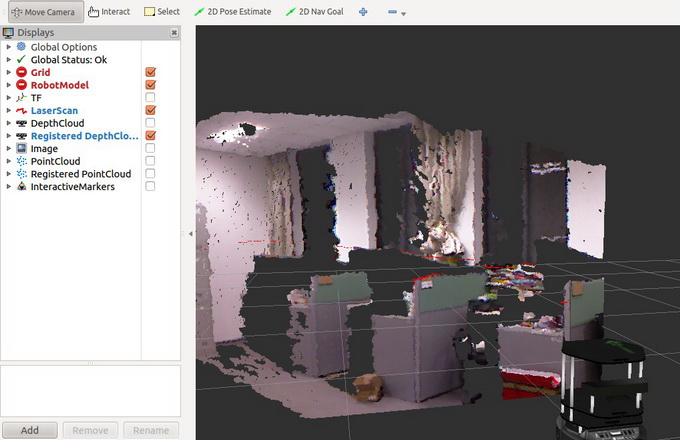 Move Camera Interact Select 2D Pose Estimate 2D Nav Goal
Displays
Global Options
Global Status: Ok
Grid
RobotModel
TF
LaserScan
DepthCloud
Registered DepthClo...
Image
PointCloud
Registered PointCloud
InteractiveMarkers
Add Remove Rename